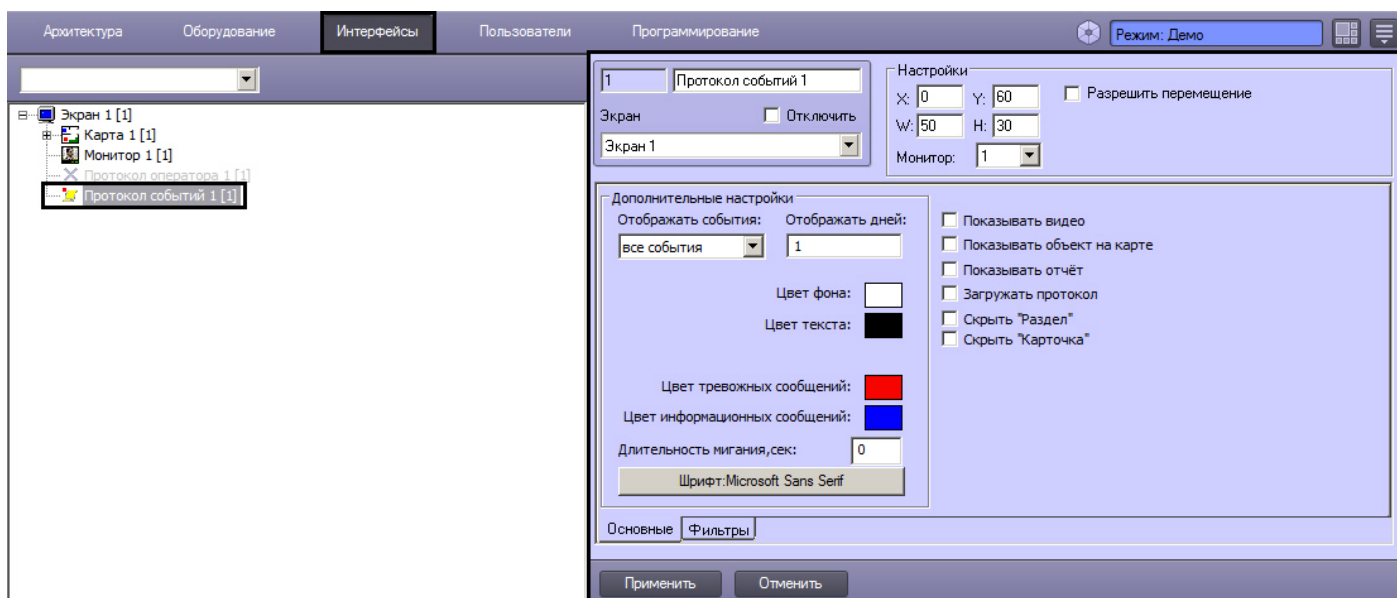 Архитектура Оборудование Интерфейсы Пользователи Программирование Режим: Демо
Экран 1 [1]
Карта 1 [1]
Монитор 1 [1]
Протокол оператора 1 [1]
Протокол событий 1 [1]
1 Протокол событий 1
Экран Отключить
Экран 1
Настройки
X: 0 Y: 60 Разрешить перемещение
W: 50 H: 30
Монитор: 1
Дополнительные настройки
Отображать события: Отображать дней:
все события 1
Цвет фона:
Цвет текста:
Цвет тревожных сообщений:
Цвет информационных сообщений:
Длительность мигания,сек: 0
Шрифт:Microsoft Sans Serif
Показывать видео
Показывать объект на карте
Показывать отчёт
Загружать протокол
Скрыть "Раздел"
Скрыть "Карточка"
Основные Фильтры
Применить Отменить